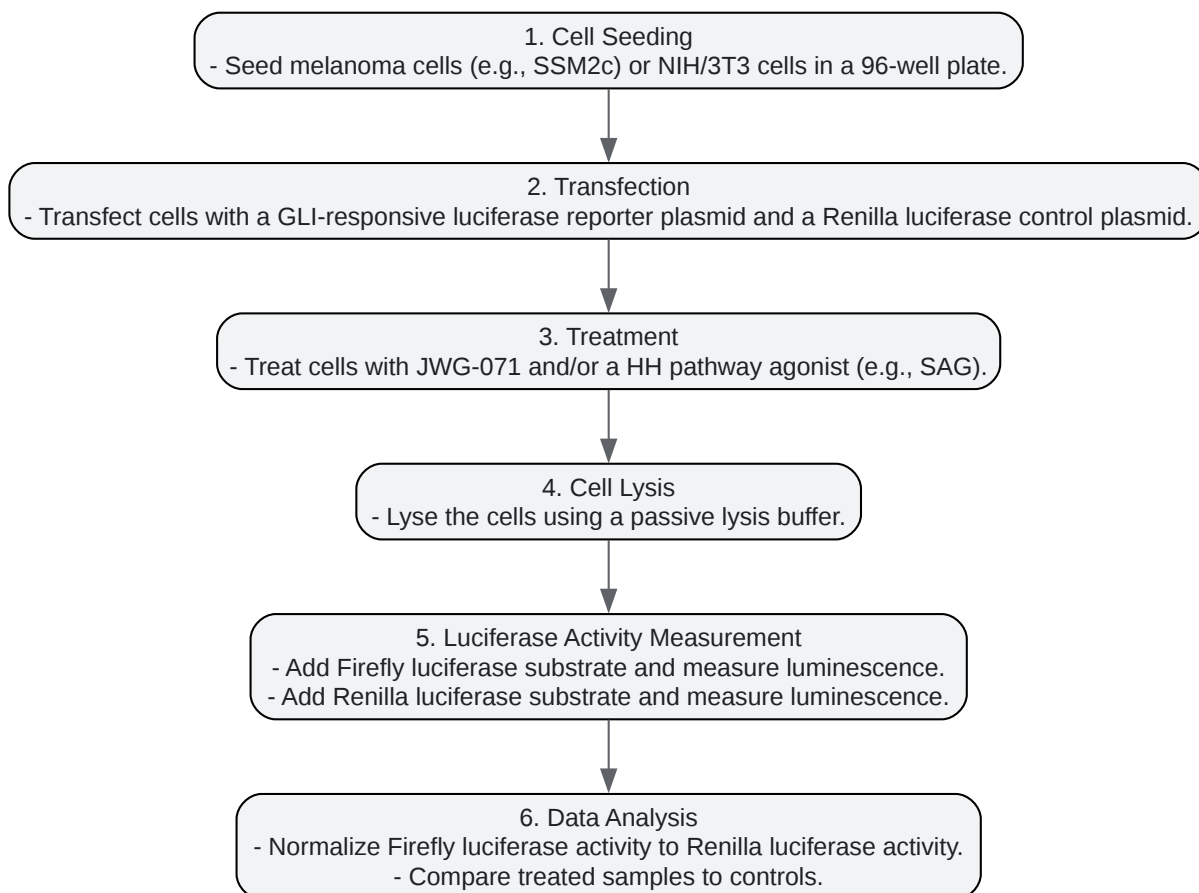 1. Cell Seeding
- Seed melanoma cells (e.g., SSM2c) or NIH/3T3 cells in a 96-well plate.
2. Transfection
- Transfect cells with a GLI-responsive luciferase reporter plasmid and a Renilla luciferase control plasmid.
3. Treatment
- Treat cells with JWG-071 and/or a HH pathway agonist (e.g., SAG).
4. Cell Lysis
- Lyse the cells using a passive lysis buffer.
5. Luciferase Activity Measurement
- Add Firefly luciferase substrate and measure luminescence.
- Add Renilla luciferase substrate and measure luminescence.
6. Data Analysis
- Normalize Firefly luciferase activity to Renilla luciferase activity.
- Compare treated samples to controls.